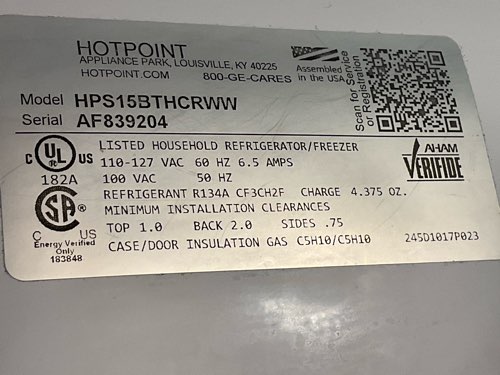 HOTPOINT
APPLIANCE PARK, LOUISVILLE, KY 40225
HOTPOINT.COM 800-GE-CARES
Assembled
in the USA
Scan for Service
or Registration
Model HPS15BTHCRWW
Serial AF839204
C UL US
182A
LISTED HOUSEHOLD REFRIGERATOR/FREEZER
110-127 VAC 60 HZ 6.5 AMPS
100 VAC 50 HZ
REFRIGERANT R134A CF3CH2F CHARGE 4.375 OZ.
MINIMUM INSTALLATION CLEARANCES
TOP 1.0 BACK 2.0 SIDES .75
CASE/DOOR INSULATION GAS C5H10/C5H10
245D1017P023
AHAM
VERIFIDE
SA ®
C US
Energy Verified
Only
183848